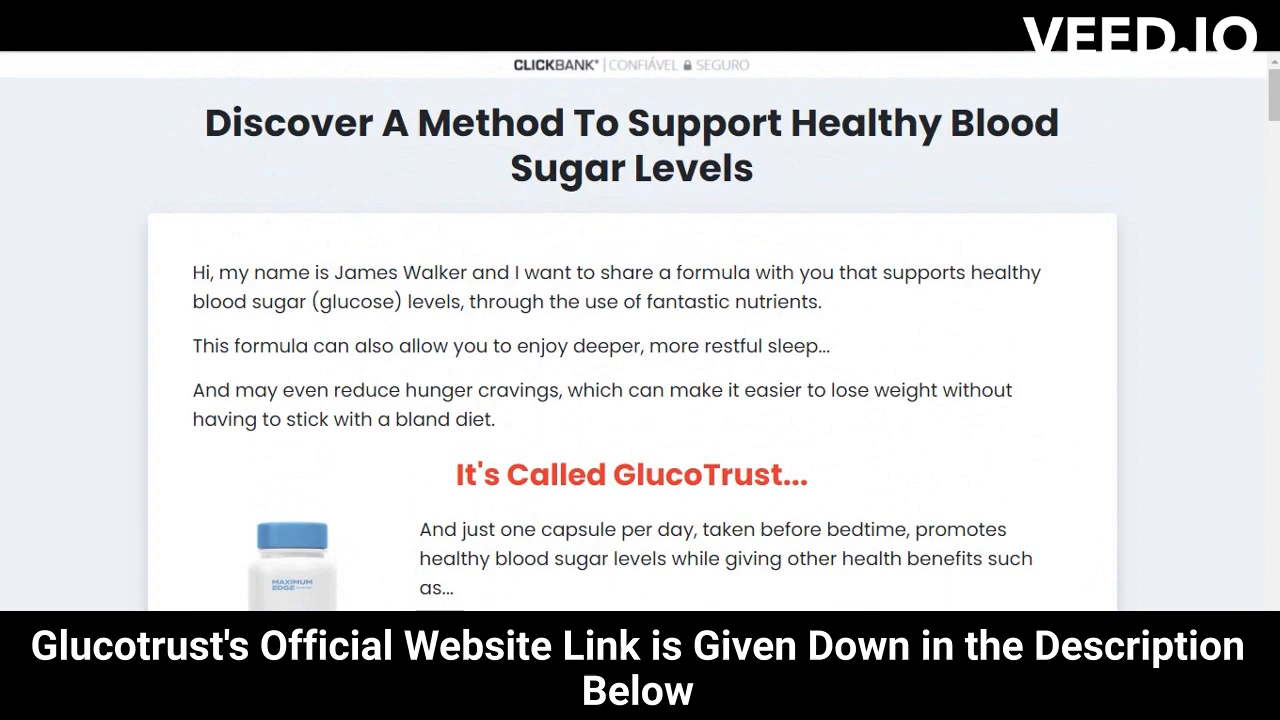 VEED.IO
CLICKBANK® | CONFIÁVEL SEGURO
Discover A Method To Support Healthy Blood
Sugar Levels
Hi, my name is James Walker and I want to share a formula with you that supports healthy
blood sugar (glucose) levels, through the use of fantastic nutrients.
This formula can also allow you to enjoy deeper, more restful sleep...
And may even reduce hunger cravings, which can make it easier to lose weight without
having to stick with a bland diet.
It's Called GlucoTrust...
And just one capsule per day, taken before bedtime, promotes
healthy blood sugar levels while giving other health benefits such
as...
MAXIMUM
EDGE
Glucotrust's Official Website Link is Given Down in the Description
Below